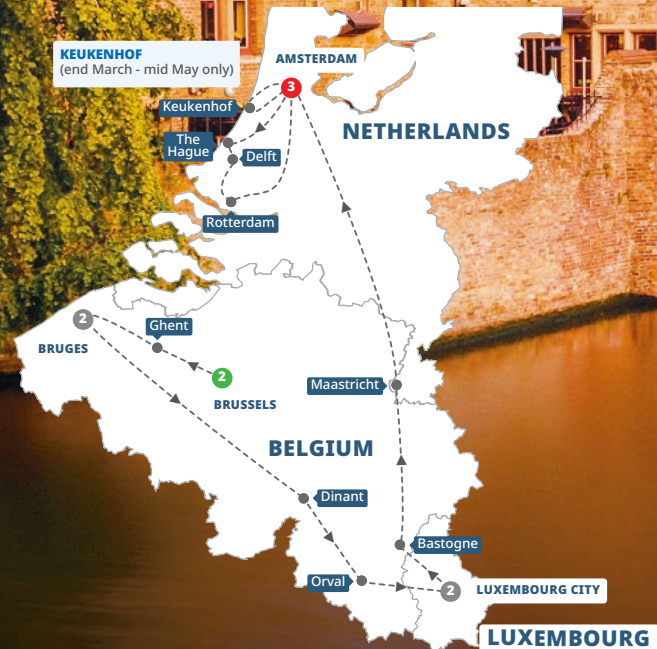 KEUKENHOF
(end March - mid May only)
AMSTERDAM
3
Keukenhof
NETHERLANDS
The
Hague
Delft
Rotterdam
2
Ghent
BRUGES
2
BRUSSELS
Maastricht
BELGIUM
Dinant
Bastogne
Orval
2
LUXEMBOURG CITY
LUXEMBOURG